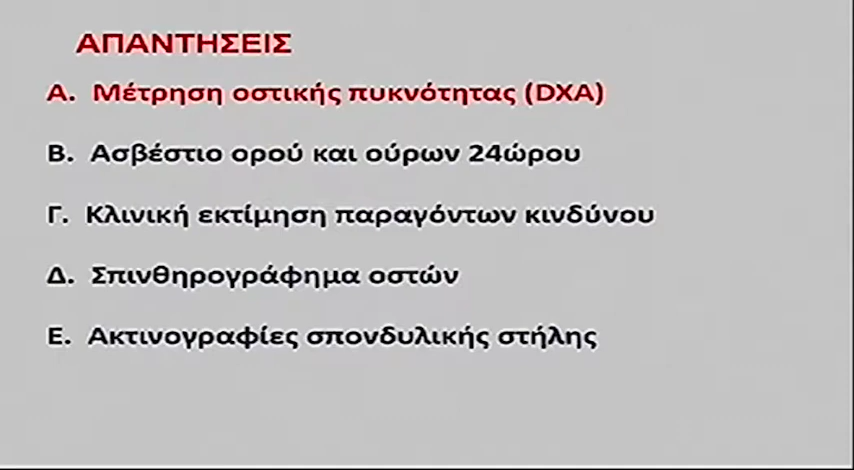 ΑΠΑΝΤΗΣΕΙΣ
Α. Μέτρηση οστικής πυκνότητας (DXA)
Β. Ασβέστιο ορού και ούρων 24ώρου
Γ. Κλινική εκτίμηση παραγόντων κινδύνου
Δ. Σπινθηρογράφημα οστών
Ε. Ακτινογραφίες σπονδυλικής στήλης